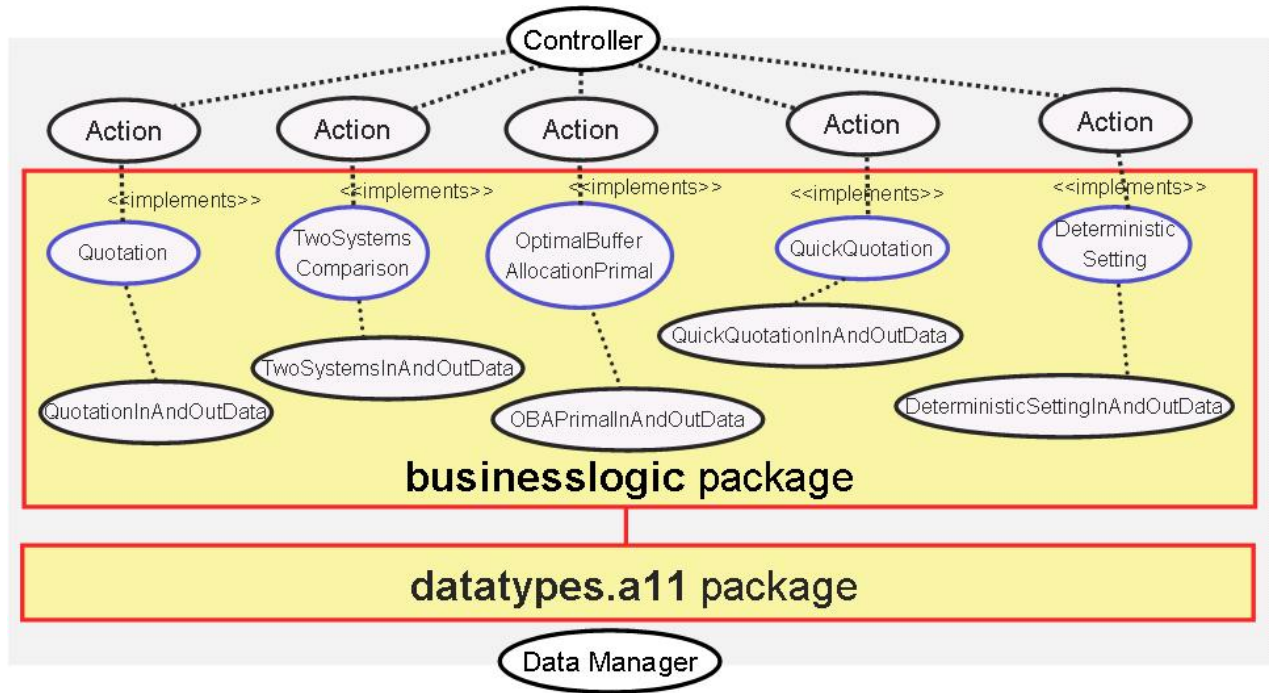 Controller
Action
Action
Action
Action
Action
<<implements>>
<<implements>>
<<implements>>
<<implements>>
<<implements>>
Quotation
TwoSystems
Comparison
OptimalBuffer
AllocationPrimal
QuickQuotation
Deterministic
Setting
QuotationInAndOutData
TwoSystemsInAndOutData
OBAPrimalInAndOutData
QuickQuotationInAndOutData
DeterministicSettingInAndOutData
businesslogic package
datatypes.a11 package
Data Manager